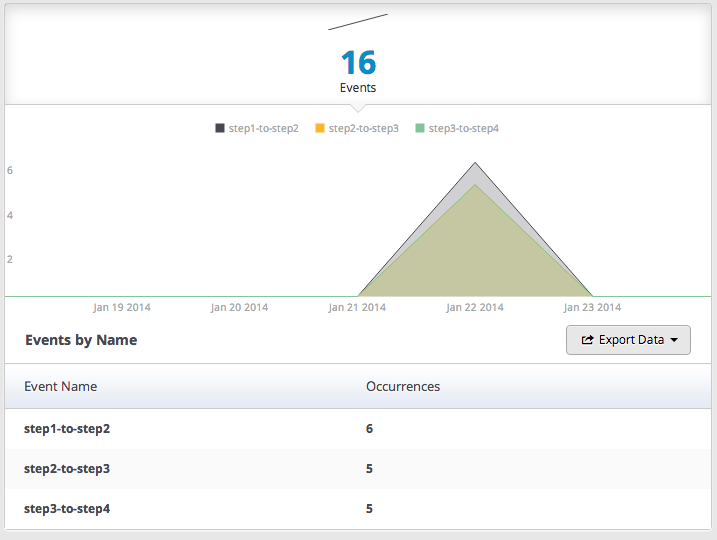 16
Events
step1-to-step2 step2-to-step3 step3-to-step4
6
4
2
Jan 19 2014 Jan 20 2014 Jan 21 2014 Jan 22 2014 Jan 23 2014
Events by Name Export Data
Event Name Occurrences
step1-to-step2 6
step2-to-step3 5
step3-to-step4 5